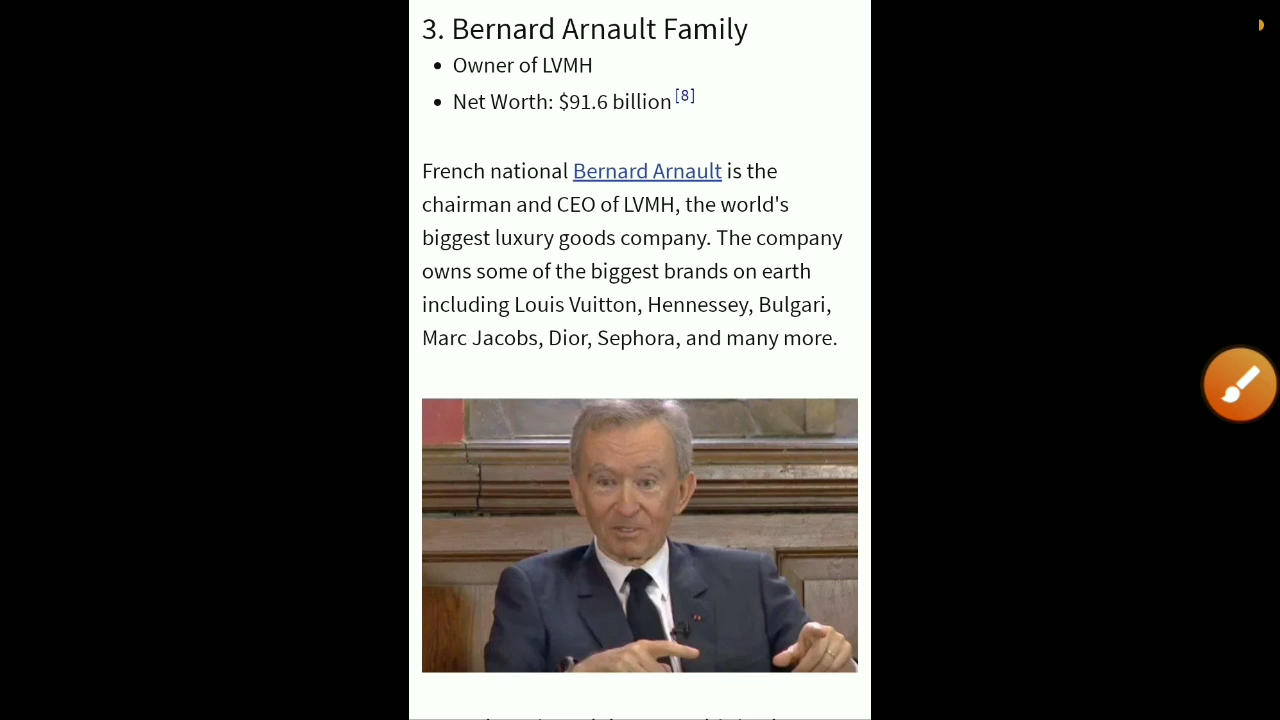 3. Bernard Arnault Family
• Owner of LVMH
• Net Worth: $91.6 billion[8]
French national Bernard Arnault is the
chairman and CEO of LVMH, the world's
biggest luxury goods company. The company
owns some of the biggest brands on earth
including Louis Vuitton, Hennessey, Bulgari,
Marc Jacobs, Dior, Sephora, and many more.